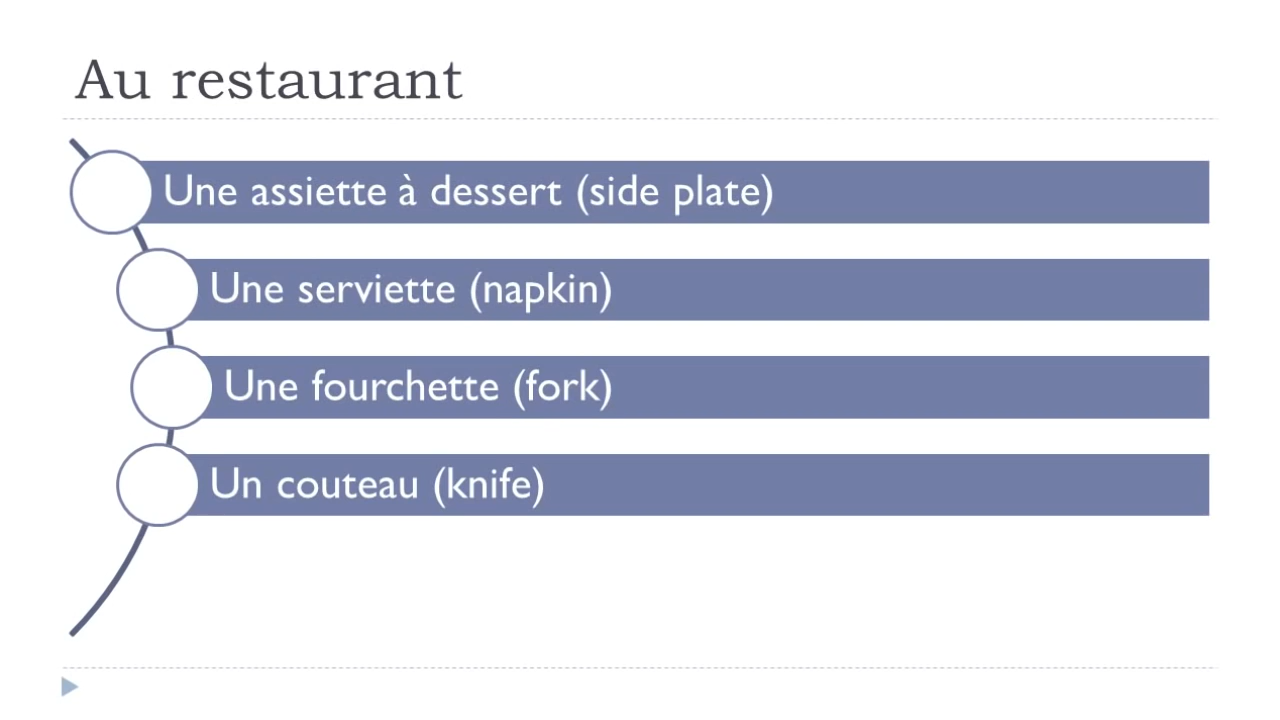 Au restaurant
Une assiette à dessert (side plate)
Une serviette (napkin)
Une fourchette (fork)
Un couteau (knife)